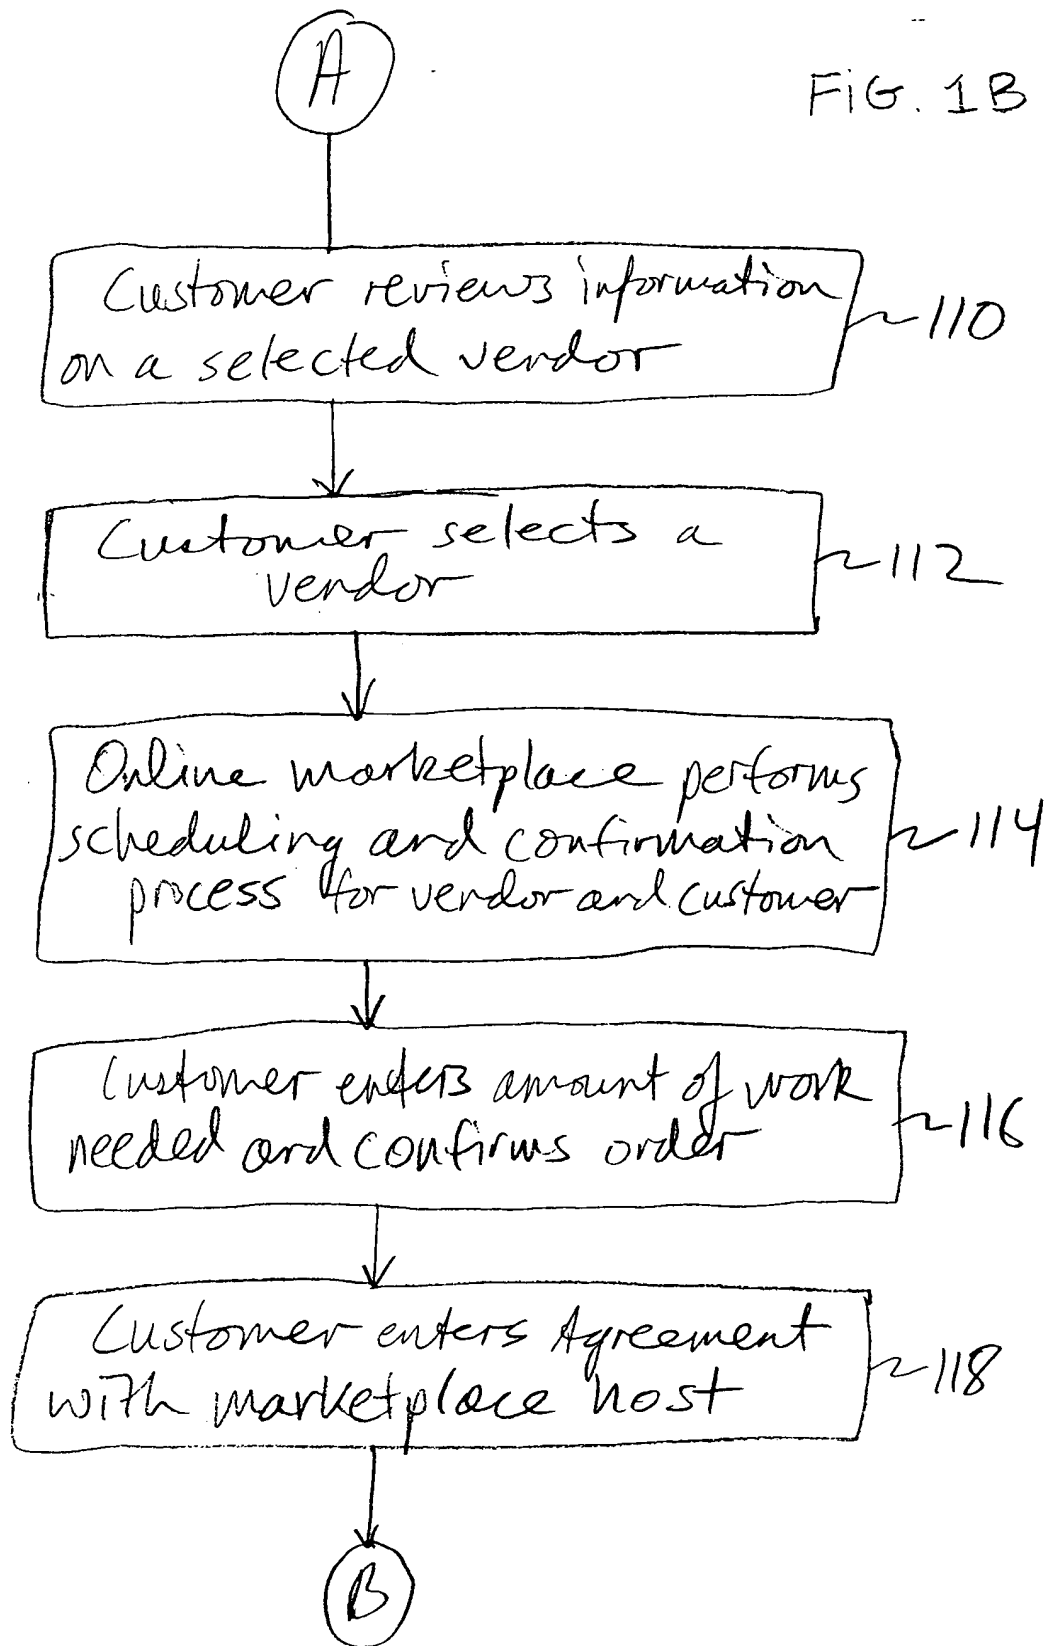 A
FiG. 1B
Customer reviews information
on a selected vendor
110
Customer selects a
vendor
112
Online marketplace performs
scheduling and confirmation
process for vendor and customer
114
Customer enters amount of work
needed and confirms order
116
Customer enters Agreement
with marketplace host
118
B